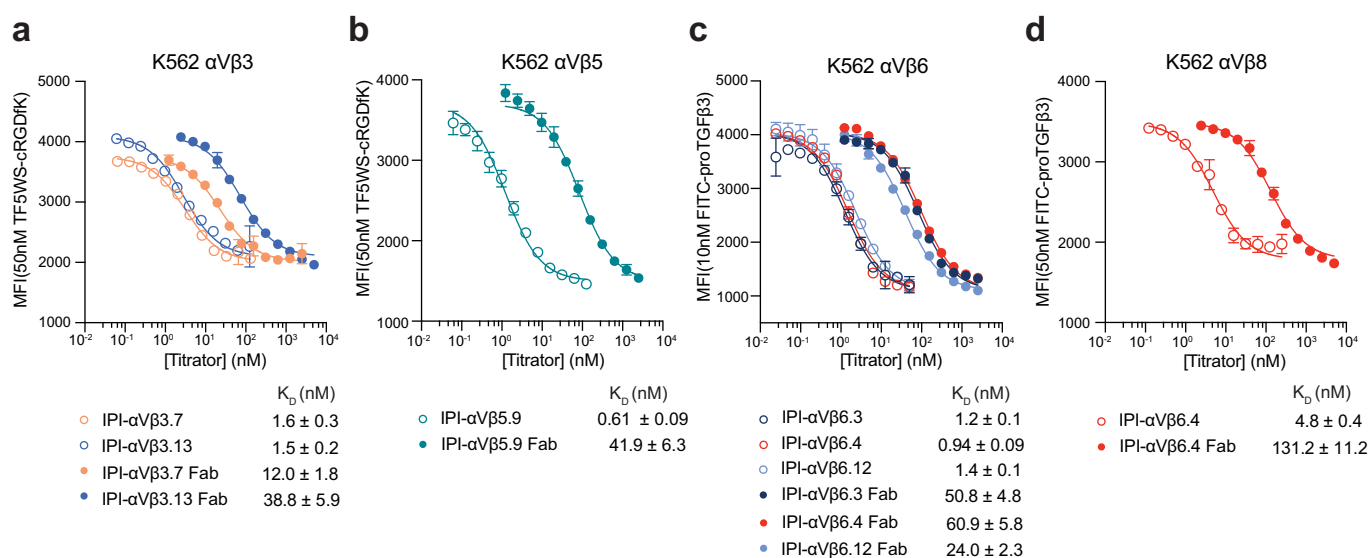 a
K562 αVβ3
MFI(50nM TF5WS-cRGDfK)
5000
4000
3000
2000
1000
10⁻² 10⁻¹ 10⁰ 10¹ 10² 10³ 10⁴
[Titrator] (nM)
K_D (nM)
IPI-αVβ3.7 1.6 ± 0.3
IPI-αVβ3.13 1.5 ± 0.2
IPI-αVβ3.7 Fab 12.0 ± 1.8
IPI-αVβ3.13 Fab 38.8 ± 5.9
b
K562 αVβ5
MFI(50nM TF5WS-cRGDfK)
4000
3000
2000
1000
10⁻² 10⁻¹ 10⁰ 10¹ 10² 10³ 10⁴
[Titrator] (nM)
K_D (nM)
IPI-αVβ5.9 0.61 ± 0.09
IPI-αVβ5.9 Fab 41.9 ± 6.3
c
K562 αVβ6
MFI(10nM FITC-proTGFβ3)
5000
4000
3000
2000
1000
10⁻² 10⁻¹ 10⁰ 10¹ 10² 10³ 10⁴
[Titrator] (nM)
K_D (nM)
IPI-αVβ6.3 1.2 ± 0.1
IPI-αVβ6.4 0.94 ± 0.09
IPI-αVβ6.12 1.4 ± 0.1
IPI-αVβ6.3 Fab 50.8 ± 4.8
IPI-αVβ6.4 Fab 60.9 ± 5.8
IPI-αVβ6.12 Fab 24.0 ± 2.3
d
K562 αVβ8
MFI(50nM FITC-proTGFβ3)
4000
3000
2000
1000
10⁻² 10⁻¹ 10⁰ 10¹ 10² 10³ 10⁴
[Titrator] (nM)
K_D (nM)
IPI-αVβ6.4 4.8 ± 0.4
IPI-αVβ6.4 Fab 131.2 ± 11.2